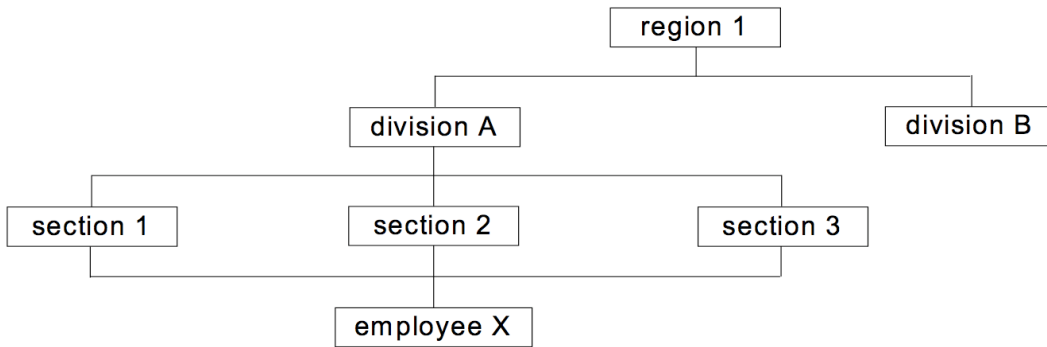 region 1
division A
division B
section 1
section 2
section 3
employee X